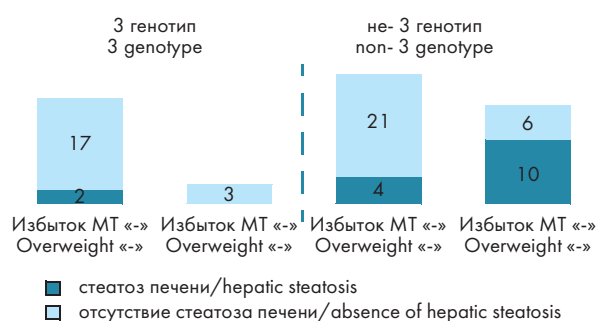 3 генотип
3 genotype
не- 3 генотип
non- 3 genotype
17
2
3
21
4
6
10
Избыток МТ «-»
Overweight «-»
Избыток МТ «-»
Overweight «-»
Избыток МТ «-»
Overweight «-»
Избыток МТ «-»
Overweight «-»
стеатоз печени/hepatic steatosis
отсутствие стеатоза печени/absence of hepatic steatosis